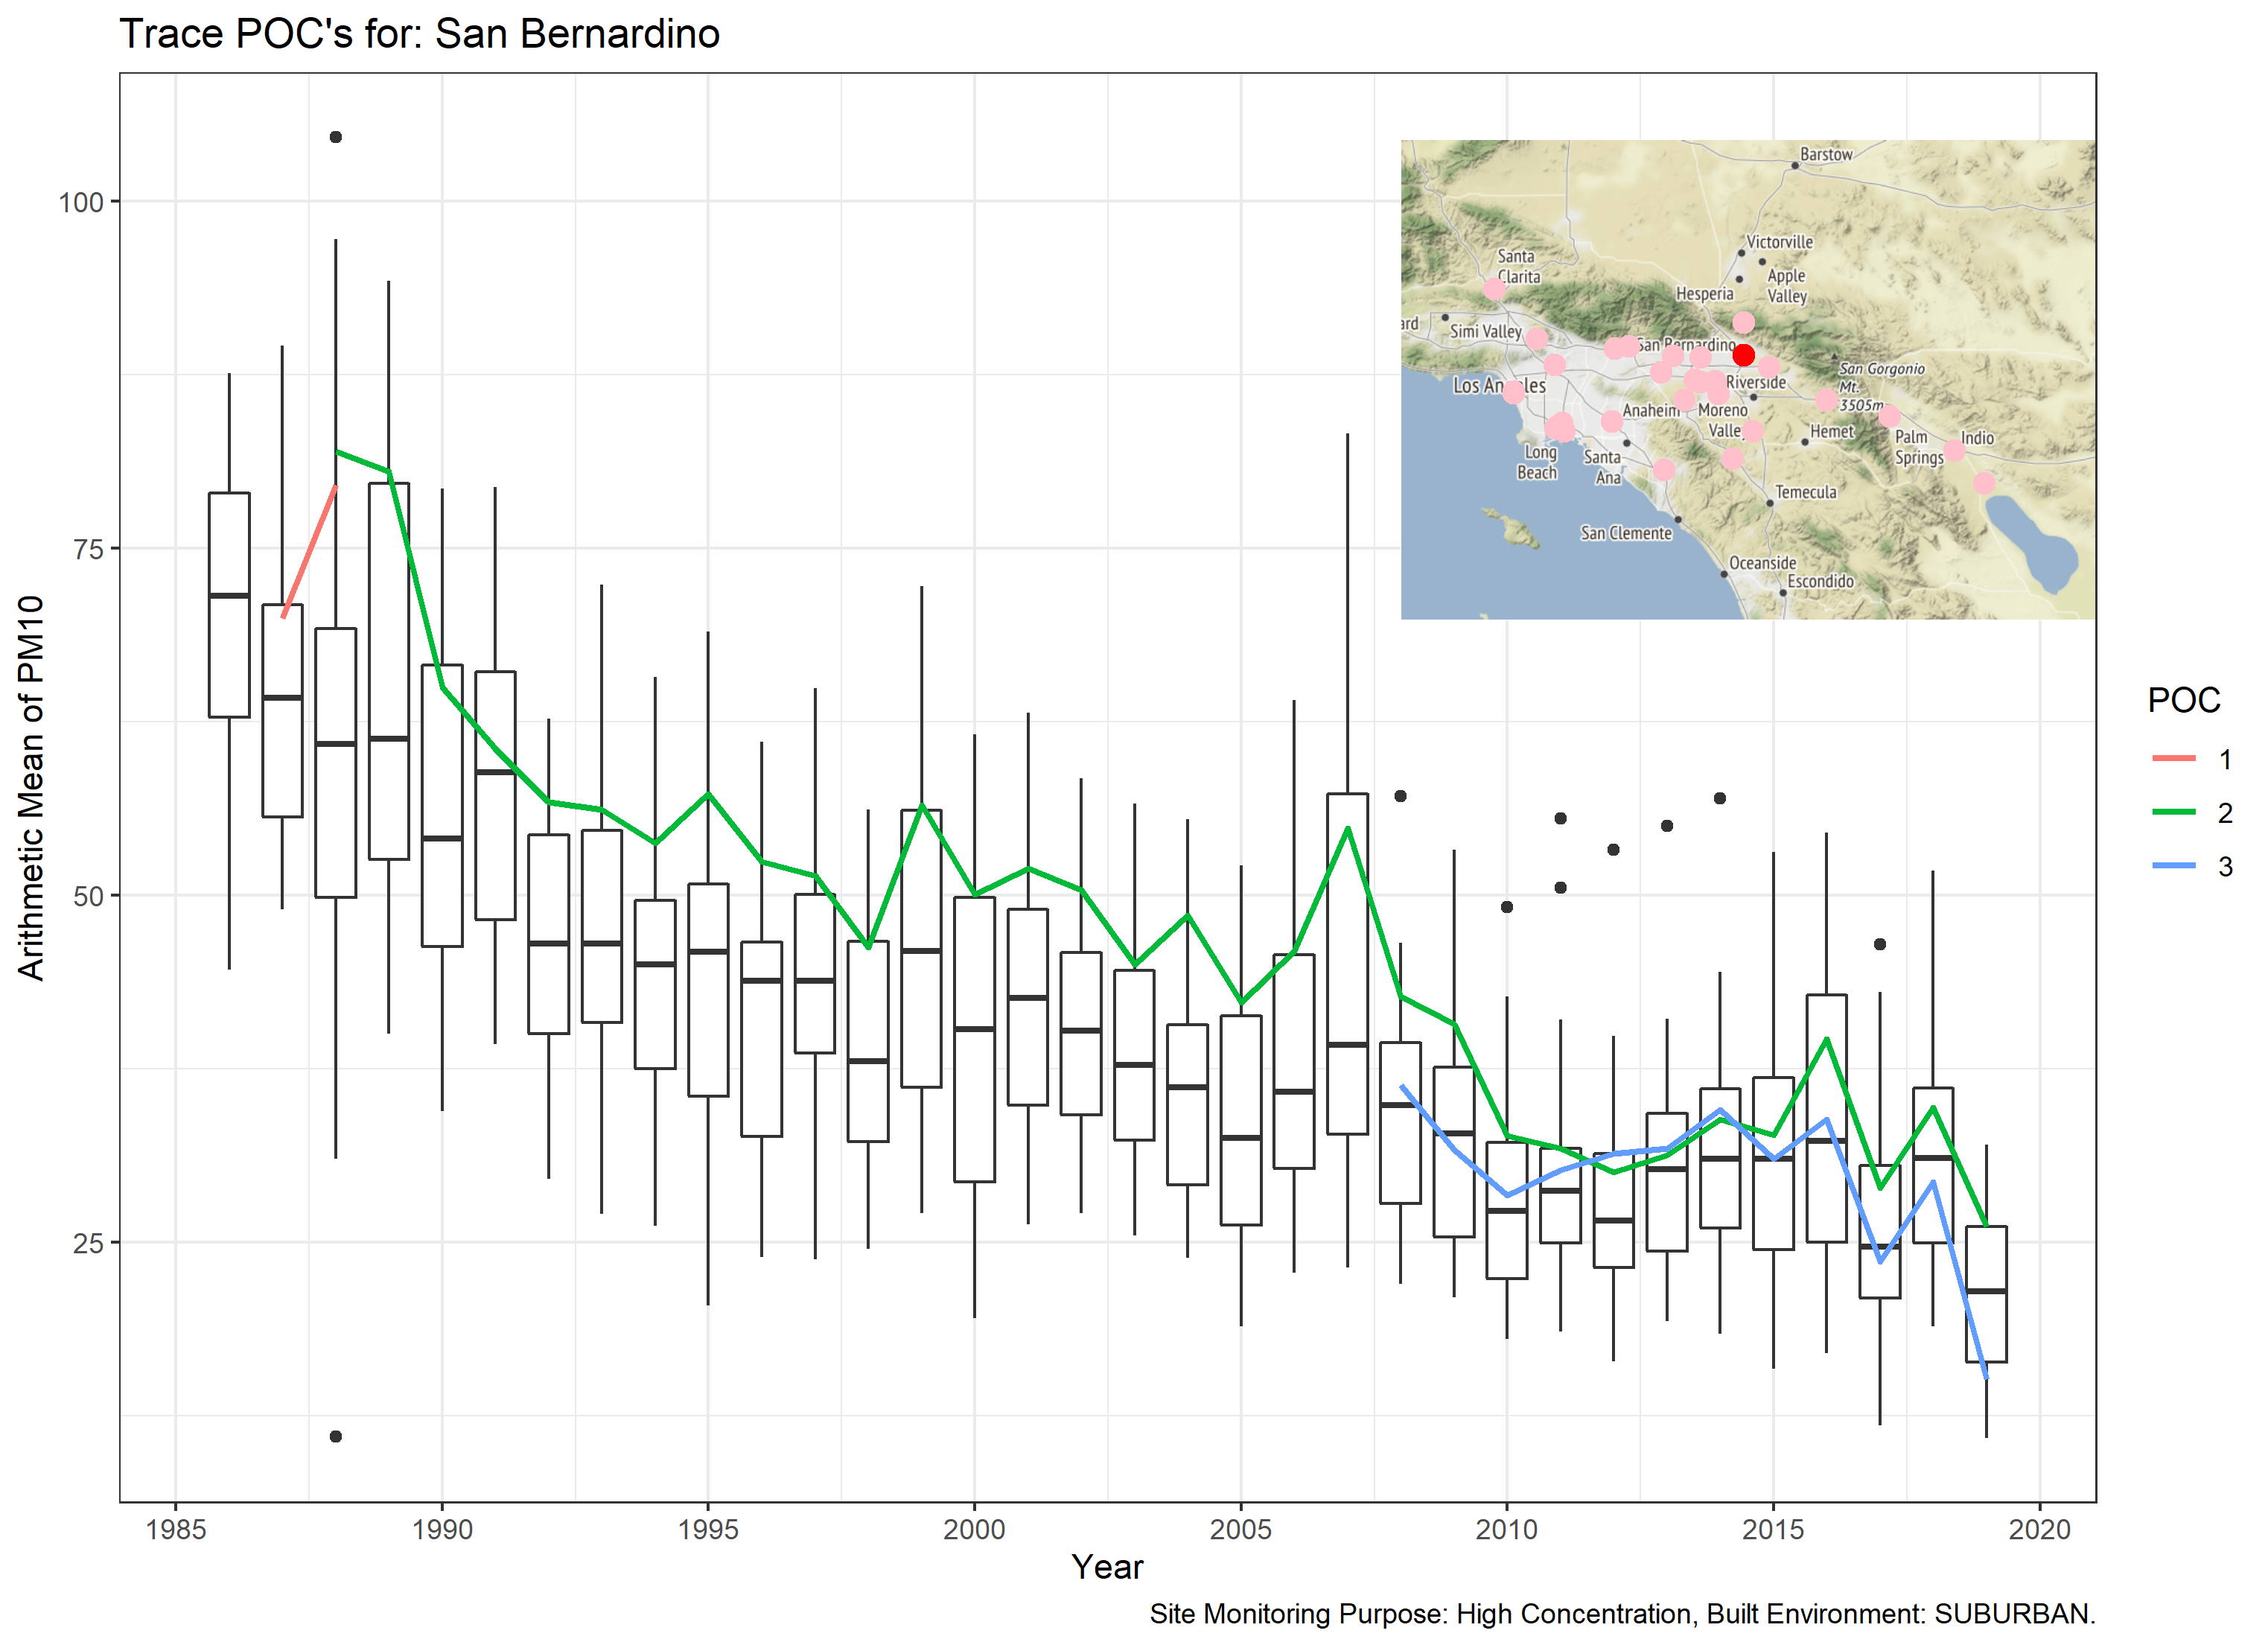 Trace POC's for: San Bernardino
Arithmetic Mean of PM10
100
75
50
25
Barstow
Victorville
Santa
Clarita
Apple
Valley
Hesperia
ard
Simi Valley
San Bernardino
San Gorgonio
Mt.
3505m
Los Angeles
Riverside
Anaheim
Moreno
Valley
Hemet
Palm
Springs
Indio
Long
Beach
Santa
Ana
Temecula
San Clemente
Oceanside
Escondido
POC
1
2
3
1985
1990
1995
2000
2005
2010
2015
2020
Year
Site Monitoring Purpose: High Concentration, Built Environment: SUBURBAN.